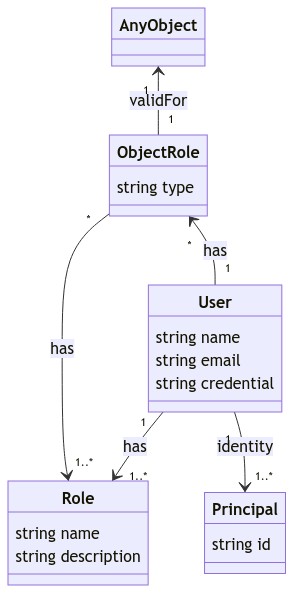 AnyObject
1
validFor
1
ObjectRole
string type
*
*
has
1
User
string name
string email
string credential
has
1
has
1
identity
1..*
1..*
1..*
Role
string name
string description
Principal
string id